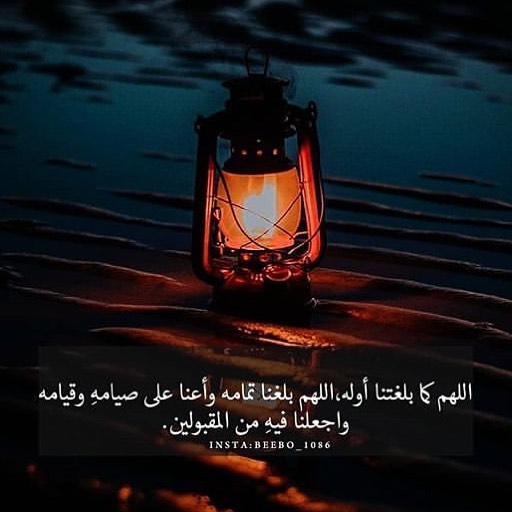 اللهم كما بلغتنا أوله،اللهم بلغنا تمامه وأعنا على صيامهِ وقيامه
واجعلنا فيهِ من المقبولين.
INSTA:BEEBO_1086